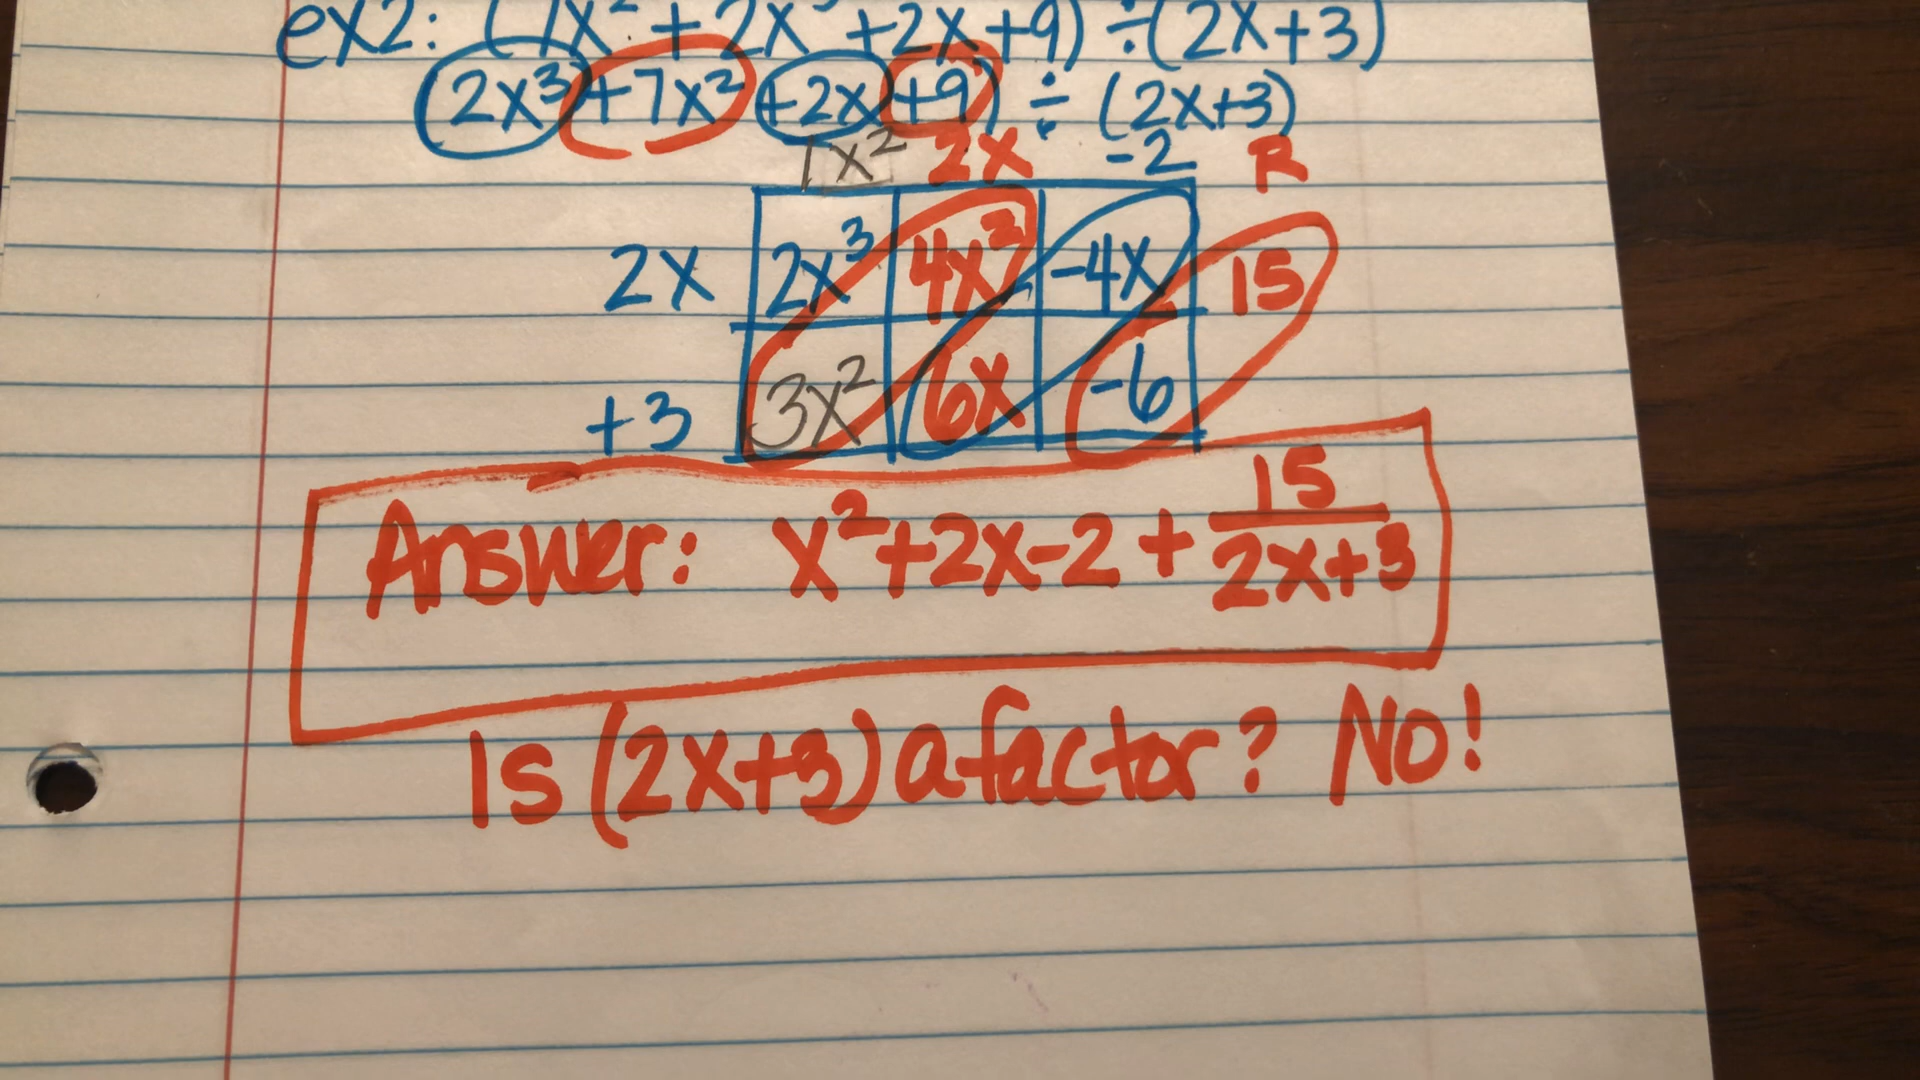 ex2: (7x² + 2x³ +2x+9) ÷(2x+3)
2x³ +7x² +2x +9) ÷ (2x+3)
x² 2x -2 R
2x 2x³ 4x² -4x 15
+3 3x² 6x -6
Answer: x²+2x-2 + 15/2x+3
Is (2x+3) a factor? No!